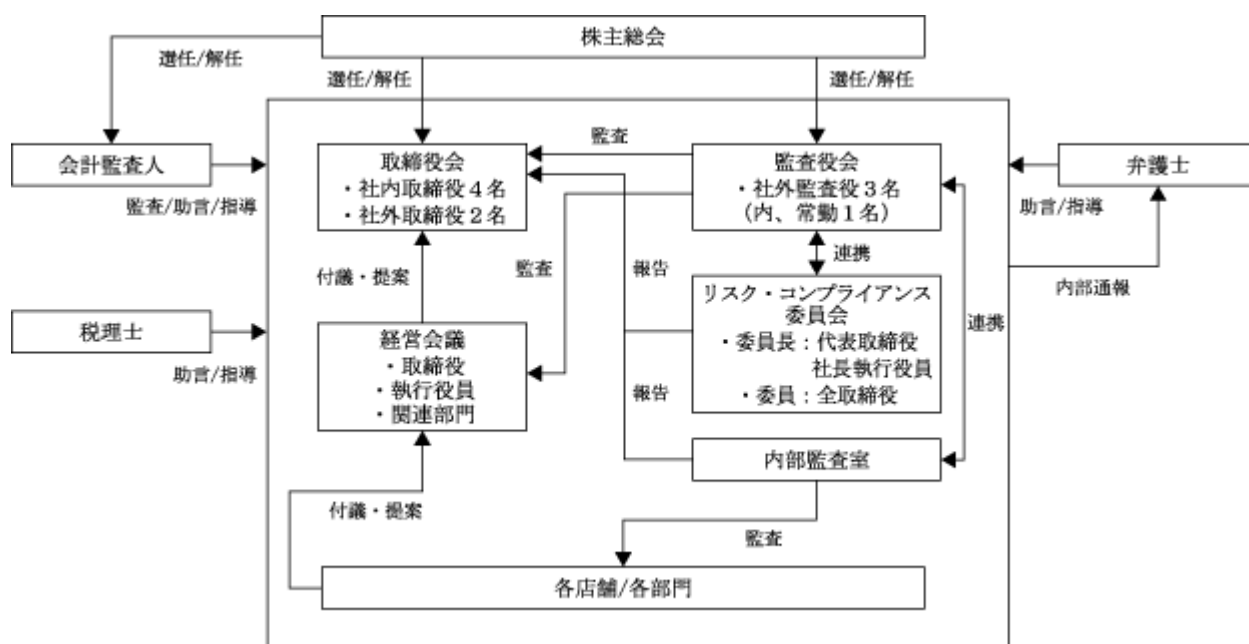 株主総会
選任/解任
選任/解任
選任/解任
会計監査人
監査/助言/指導
取締役会
・社内取締役4名
・社外取締役2名
監査
監査役会
・社外監査役3名
(内、常勤1名)
弁護士
助言/指導
内部通報
付議・提案
監査
報告
連携
連携
税理士
助言/指導
経営会議
・取締役
・執行役員
・関連部門
報告
リスク・コンプライアンス
委員会
・委員長:代表取締役
社長執行役員
・委員:全取締役
内部監査室
付議・提案
監査
各店舗/各部門